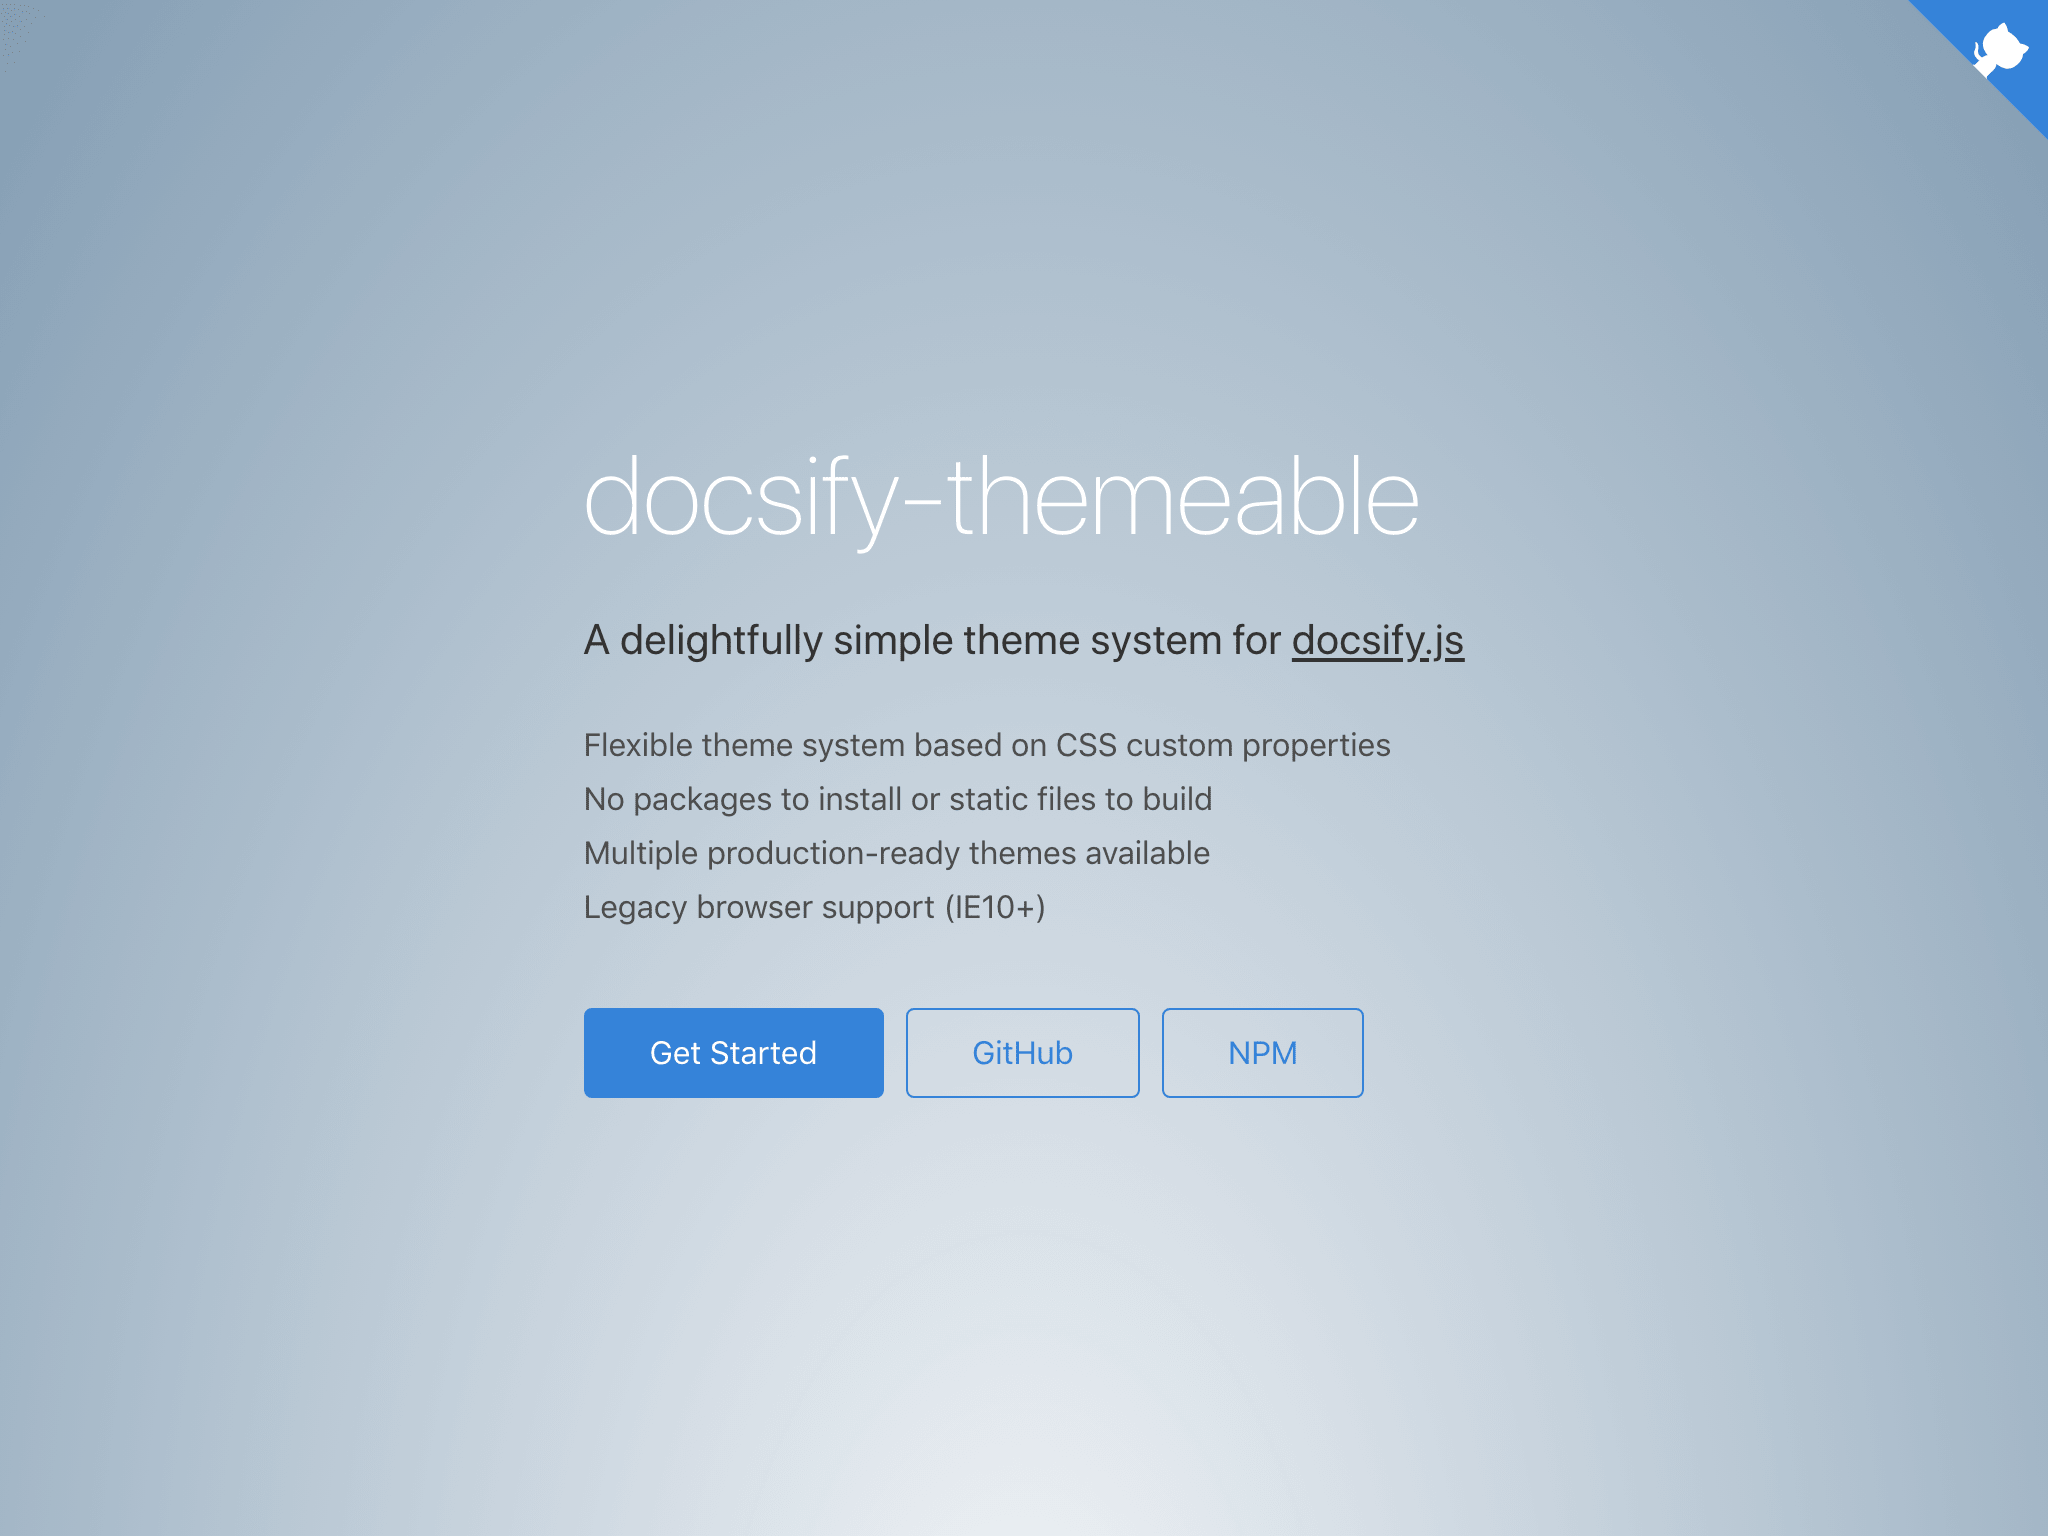 docsify-themeable
A delightfully simple theme system for docsify.js
Flexible theme system based on CSS custom properties
No packages to install or static files to build
Multiple production-ready themes available
Legacy browser support (IE10+)
Get Started
GitHub
NPM